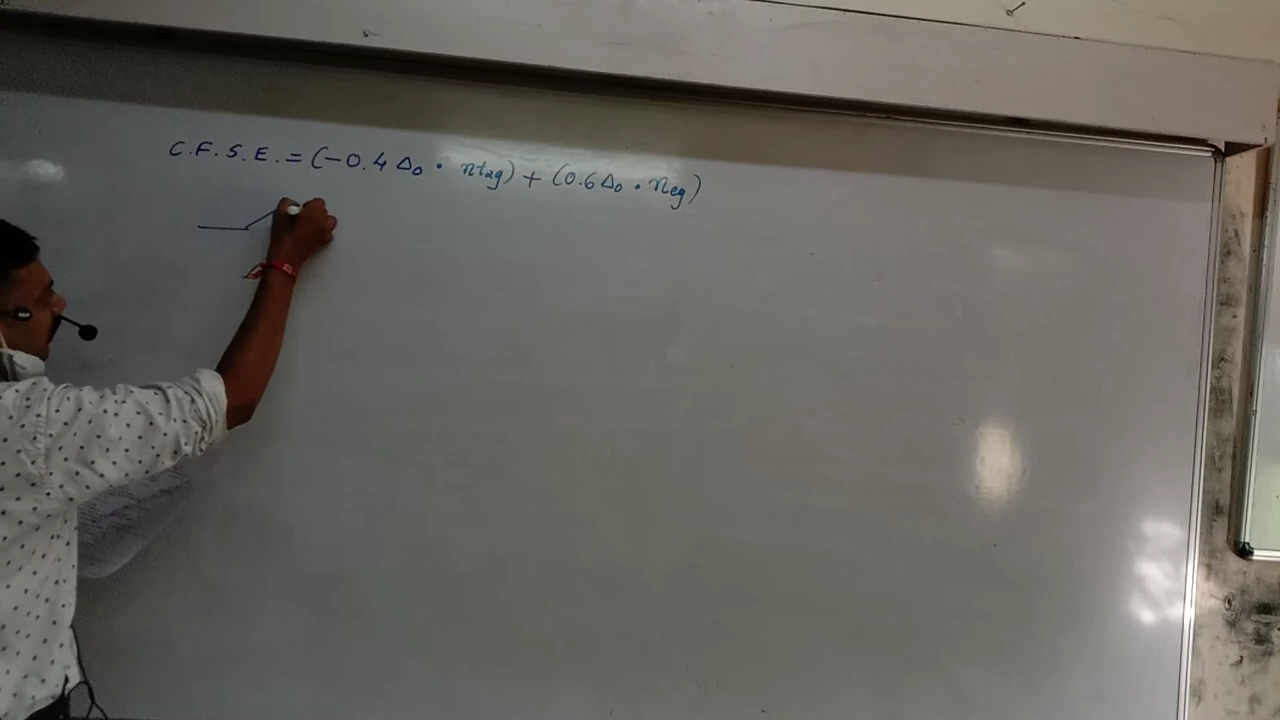 C.F.S.E. = (-0.4 Δo · nt2g) + (0.6 Δo · neg)